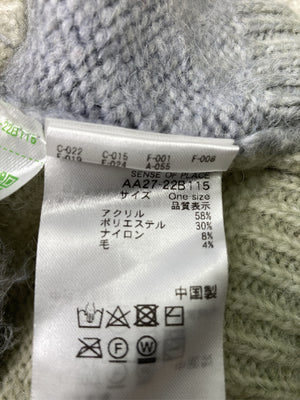 C-022 C-015 F-001 F-008
F-019 F-024 A-055
SENSE OF PLACE
AA27-22B115
サイズ One size
品質表示
アクリル 58%
ポリエステル 30%
ナイロン 8%
毛 4%
中国製
F W
22B115